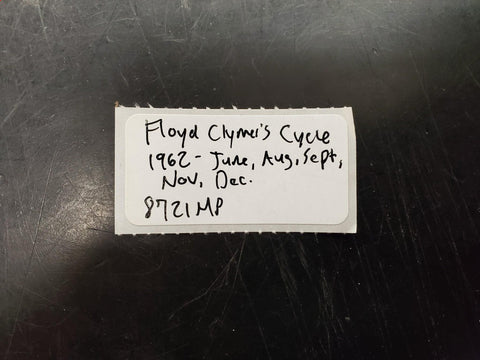 Floyd Clymer's Cycle
1962 - June, Aug, Sept,
Nov, Dec.
8721MP